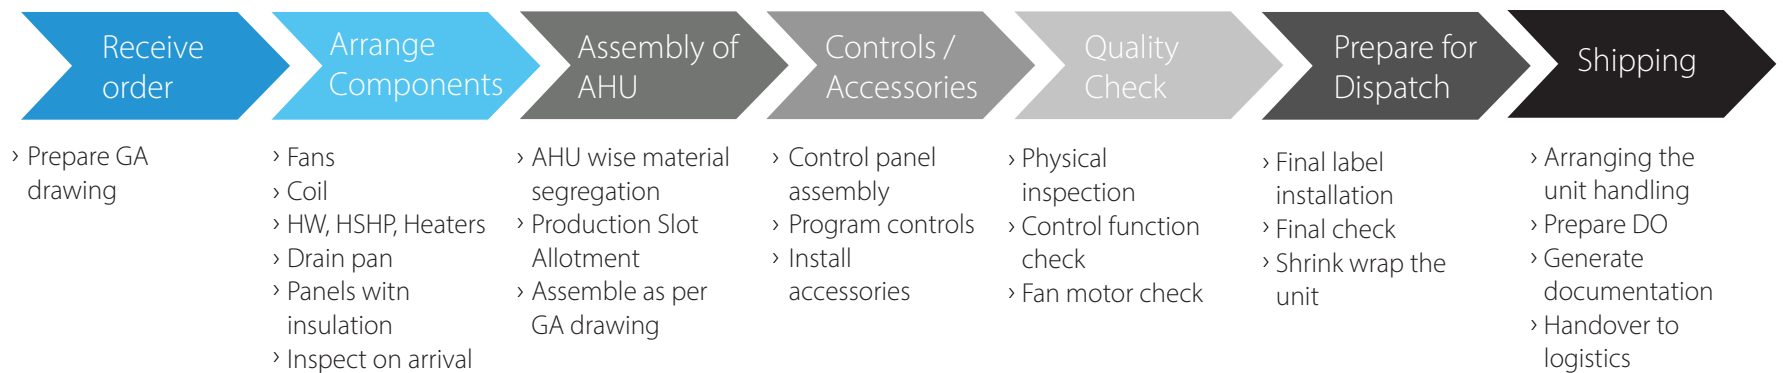 Receive
order
Arrange
Components
Assembly of
AHU
Controls /
Accessories
Quality
Check
Prepare for
Dispatch
Shipping
› Prepare GA
drawing
› Fans
› Coil
› HW, HSHP, Heaters
› Drain pan
› Panels witn
insulation
› Inspect on arrival
› AHU wise material
segregation
› Production Slot
Allotment
› Assemble as per
GA drawing
› Control panel
assembly
› Program controls
› Install
accessories
› Physical
inspection
› Control function
check
› Fan motor check
› Final label
installation
› Final check
› Shrink wrap the
unit
› Arranging the
unit handling
› Prepare DO
› Generate
documentation
› Handover to
logistics